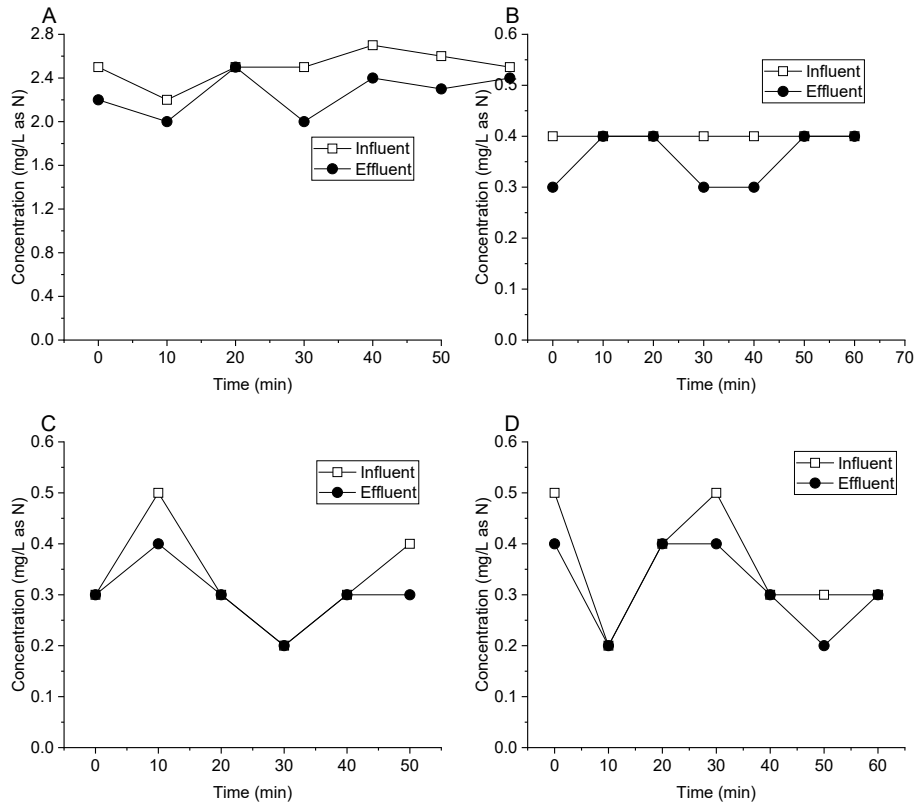 A
Concentration (mg/L as N)
2.8
2.4
2.0
1.6
1.2
0.8
0.4
0.0
Influent
Effluent
0 10 20 30 40 50
Time (min)
B
Concentration (mg/L as N)
0.6
0.5
0.4
0.3
0.2
0.1
0.0
Influent
Effluent
0 10 20 30 40 50 60 70
Time (min)
C
Concentration (mg/L as N)
0.6
0.5
0.4
0.3
0.2
0.1
0.0
Influent
Effluent
0 10 20 30 40 50
Time (min)
D
Concentration (mg/L as N)
0.6
0.5
0.4
0.3
0.2
0.1
0.0
Influent
Effluent
0 10 20 30 40 50 60
Time (min)